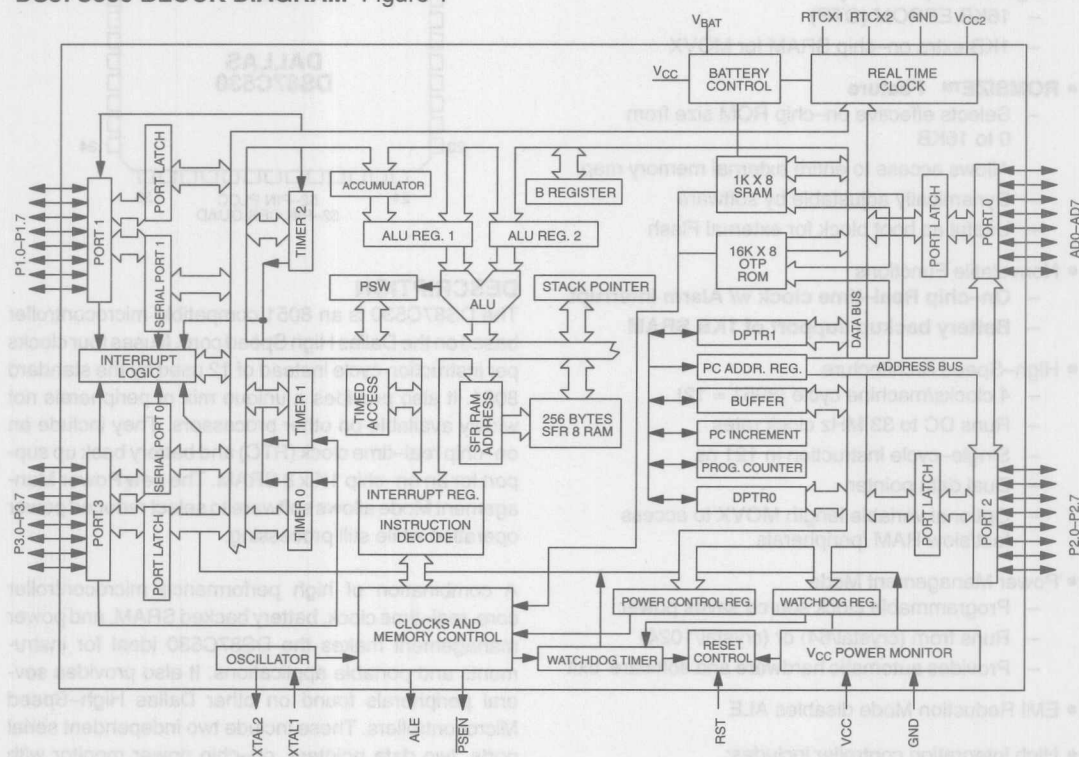 DS87C530 BLOCK DIAGRAM Figure 1
VBAT
RTCX1 RTCX2 GND VCC2
VCC
BATTERY CONTROL
REAL TIME CLOCK
P1.0–P1.7
PORT 1
PORT LATCH
SERIAL PORT 1
TIMER 2
ACCUMULATOR
B REGISTER
1K X 8 SRAM
PORT LATCH
PORT 0
AD0–AD7
ALU REG. 1
ALU REG. 2
16K X 8 OTP ROM
PSW
ALU
STACK POINTER
DATA BUS
DPTR1
INTERRUPT LOGIC
PC ADDR. REG.
ADDRESS BUS
TIMER 1
TIMED ACCESS
SFR RAM ADDRESS
256 BYTES SFR 8 RAM
BUFFER
PC INCREMENT
PROG. COUNTER
P3.0–P3.7
PORT 3
SERIAL PORT 0
PORT LATCH
TIMER 0
INTERRUPT REG.
INSTRUCTION DECODE
DPTR0
PORT LATCH
PORT 2
P2.0–P2.7
POWER CONTROL REG.
WATCHDOG REG.
CLOCKS AND MEMORY CONTROL
OSCILLATOR
WATCHDOG TIMER
RESET CONTROL
VCC POWER MONITOR
XTAL2
XTAL1
ALE
PSEN
RST
VCC
GND